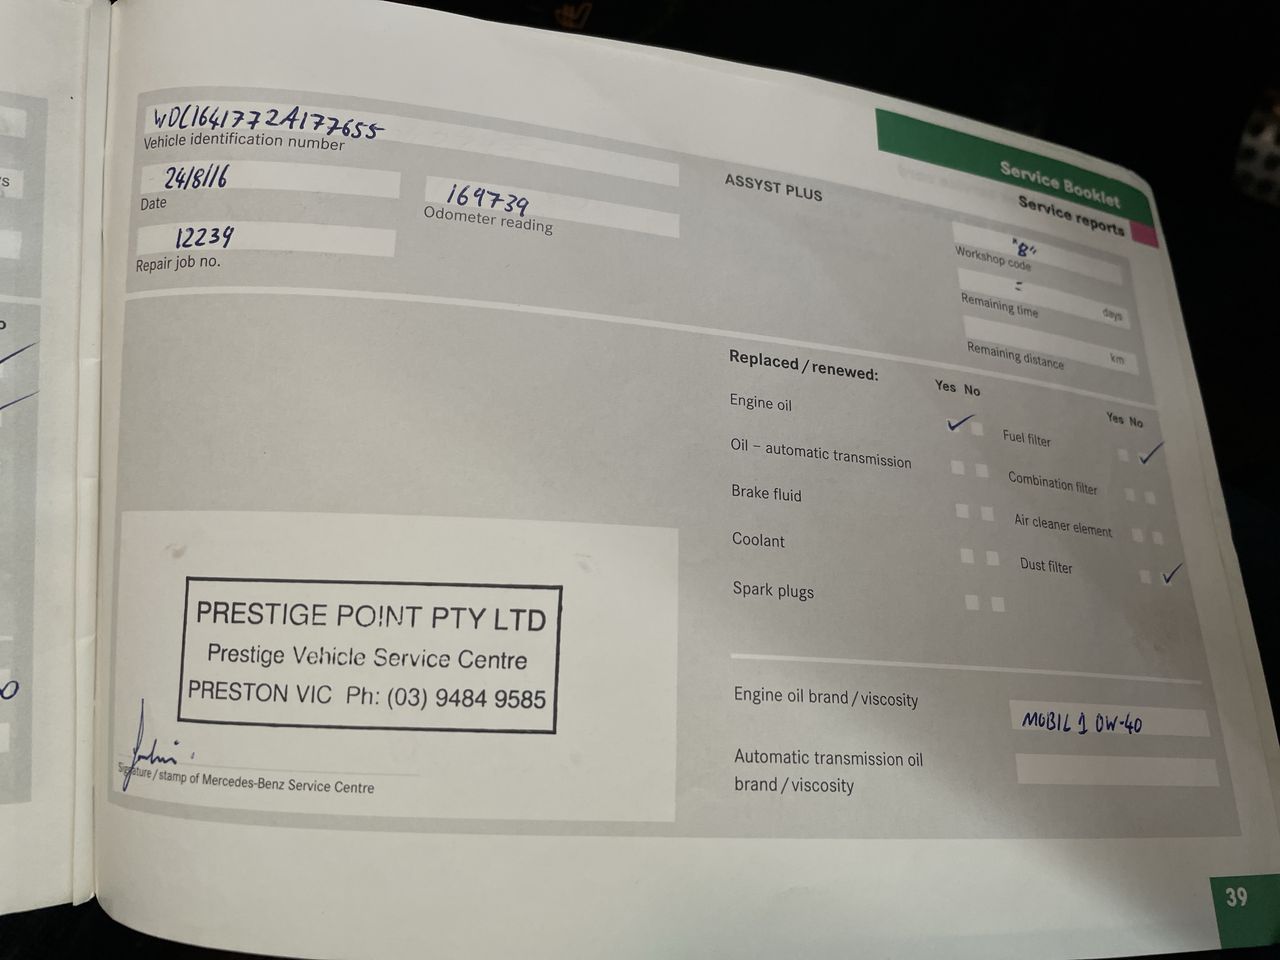 WDC1641772A177655
Vehicle identification number
24/8/16
Date
169739
Odometer reading
12239
Repair job no.
ASSYST PLUS
Service Booklet
Service reports
"B"
Workshop code
-
Remaining time days
Remaining distance km
Replaced / renewed:
Yes No
Yes No
Engine oil
Fuel filter
Oil – automatic transmission
Combination filter
Brake fluid
Air cleaner element
Coolant
Dust filter
Spark plugs
PRESTIGE POINT PTY LTD
Prestige Vehicle Service Centre
PRESTON VIC Ph: (03) 9484 9585
Signature / stamp of Mercedes-Benz Service Centre
Engine oil brand / viscosity
MOBIL 1 0W-40
Automatic transmission oil
brand / viscosity
39